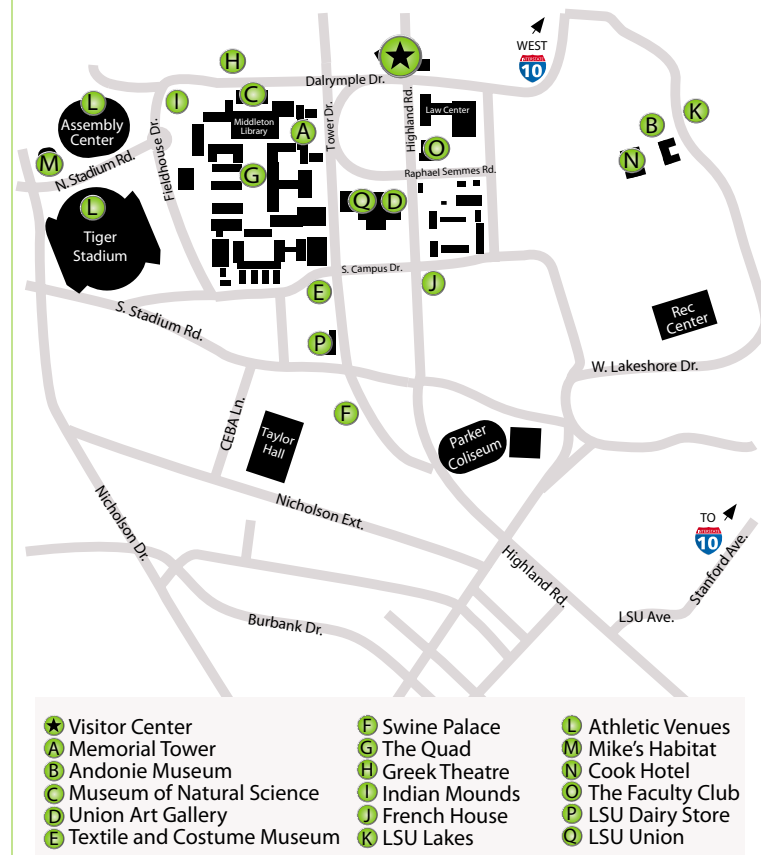 WEST
INTERSTATE
10
H
Dalrymple Dr.
L
Assembly
Center
I
C
Middleton
Library
A
Tower Dr.
Highland Rd.
Law Center
O
B
K
N
M
N. Stadium Rd.
Fieldhouse Dr.
G
Raphael Semmes Rd.
L
Tiger
Stadium
Q
D
S. Campus Dr.
E
J
S. Stadium Rd.
P
Rec
Center
W. Lakeshore Dr.
CEBA Ln.
F
Taylor
Hall
Parker
Coliseum
Nicholson Dr.
Nicholson Ext.
TO
INTERSTATE
10
Highland Rd.
Stanford Ave.
LSU Ave.
Burbank Dr.
Visitor Center
A Memorial Tower
B Andonie Museum
C Museum of Natural Science
D Union Art Gallery
E Textile and Costume Museum
F Swine Palace
G The Quad
H Greek Theatre
I Indian Mounds
J French House
K LSU Lakes
L Athletic Venues
M Mike's Habitat
N Cook Hotel
O The Faculty Club
P LSU Dairy Store
Q LSU Union